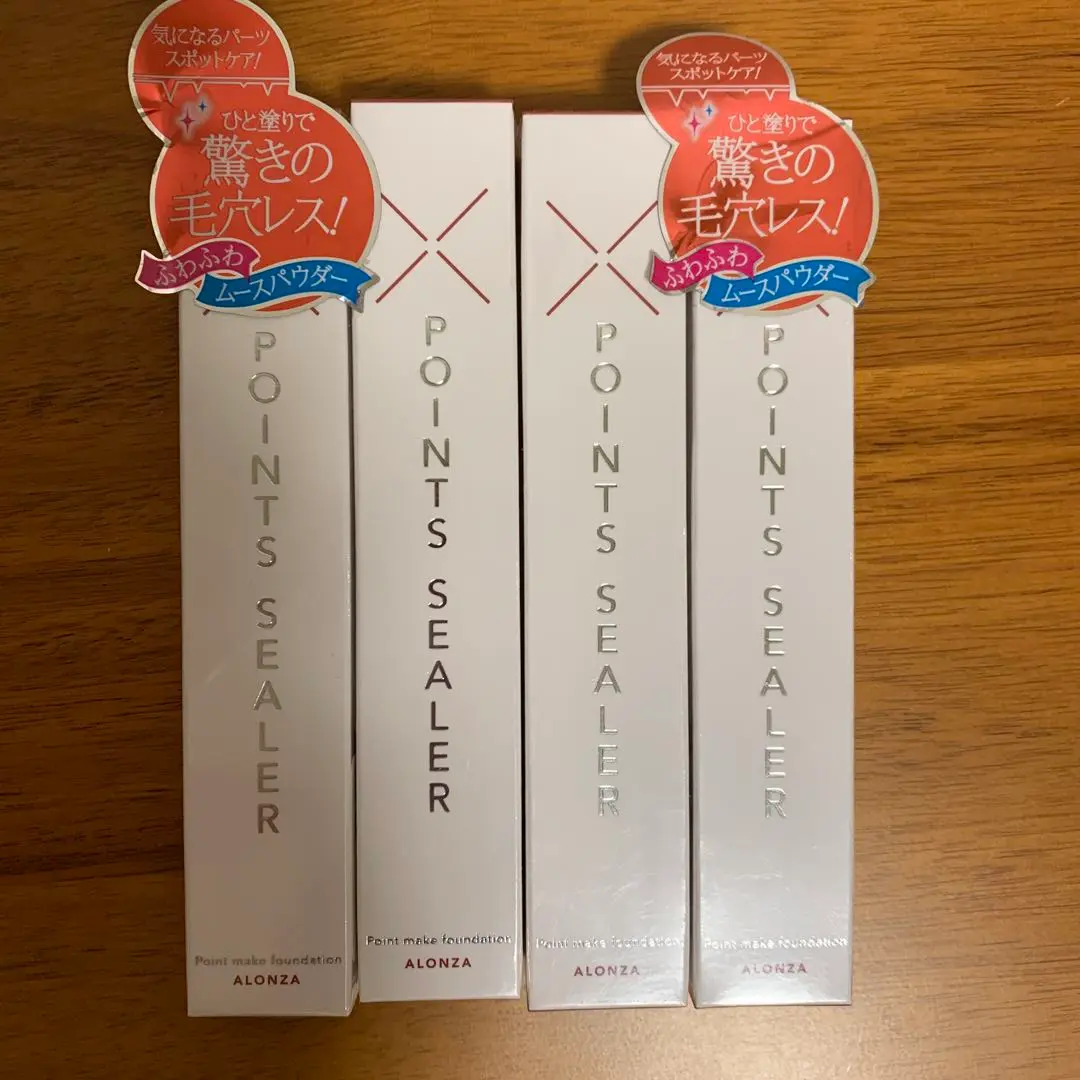 気になるパーツ
スポットケア!
ひと塗りで
驚きの
毛穴レス!
ふわふわ
ムースパウダー
POINTS SEALER
Point make foundation
ALONZA
POINTS SEALER
Point make foundation
ALONZA
POINTS SEALER
Point make foundation
ALONZA
気になるパーツ
スポットケア!
ひと塗りで
驚きの
毛穴レス!
ふわふわ
ムースパウダー
POINTS SEALER
Point make foundation
ALONZA